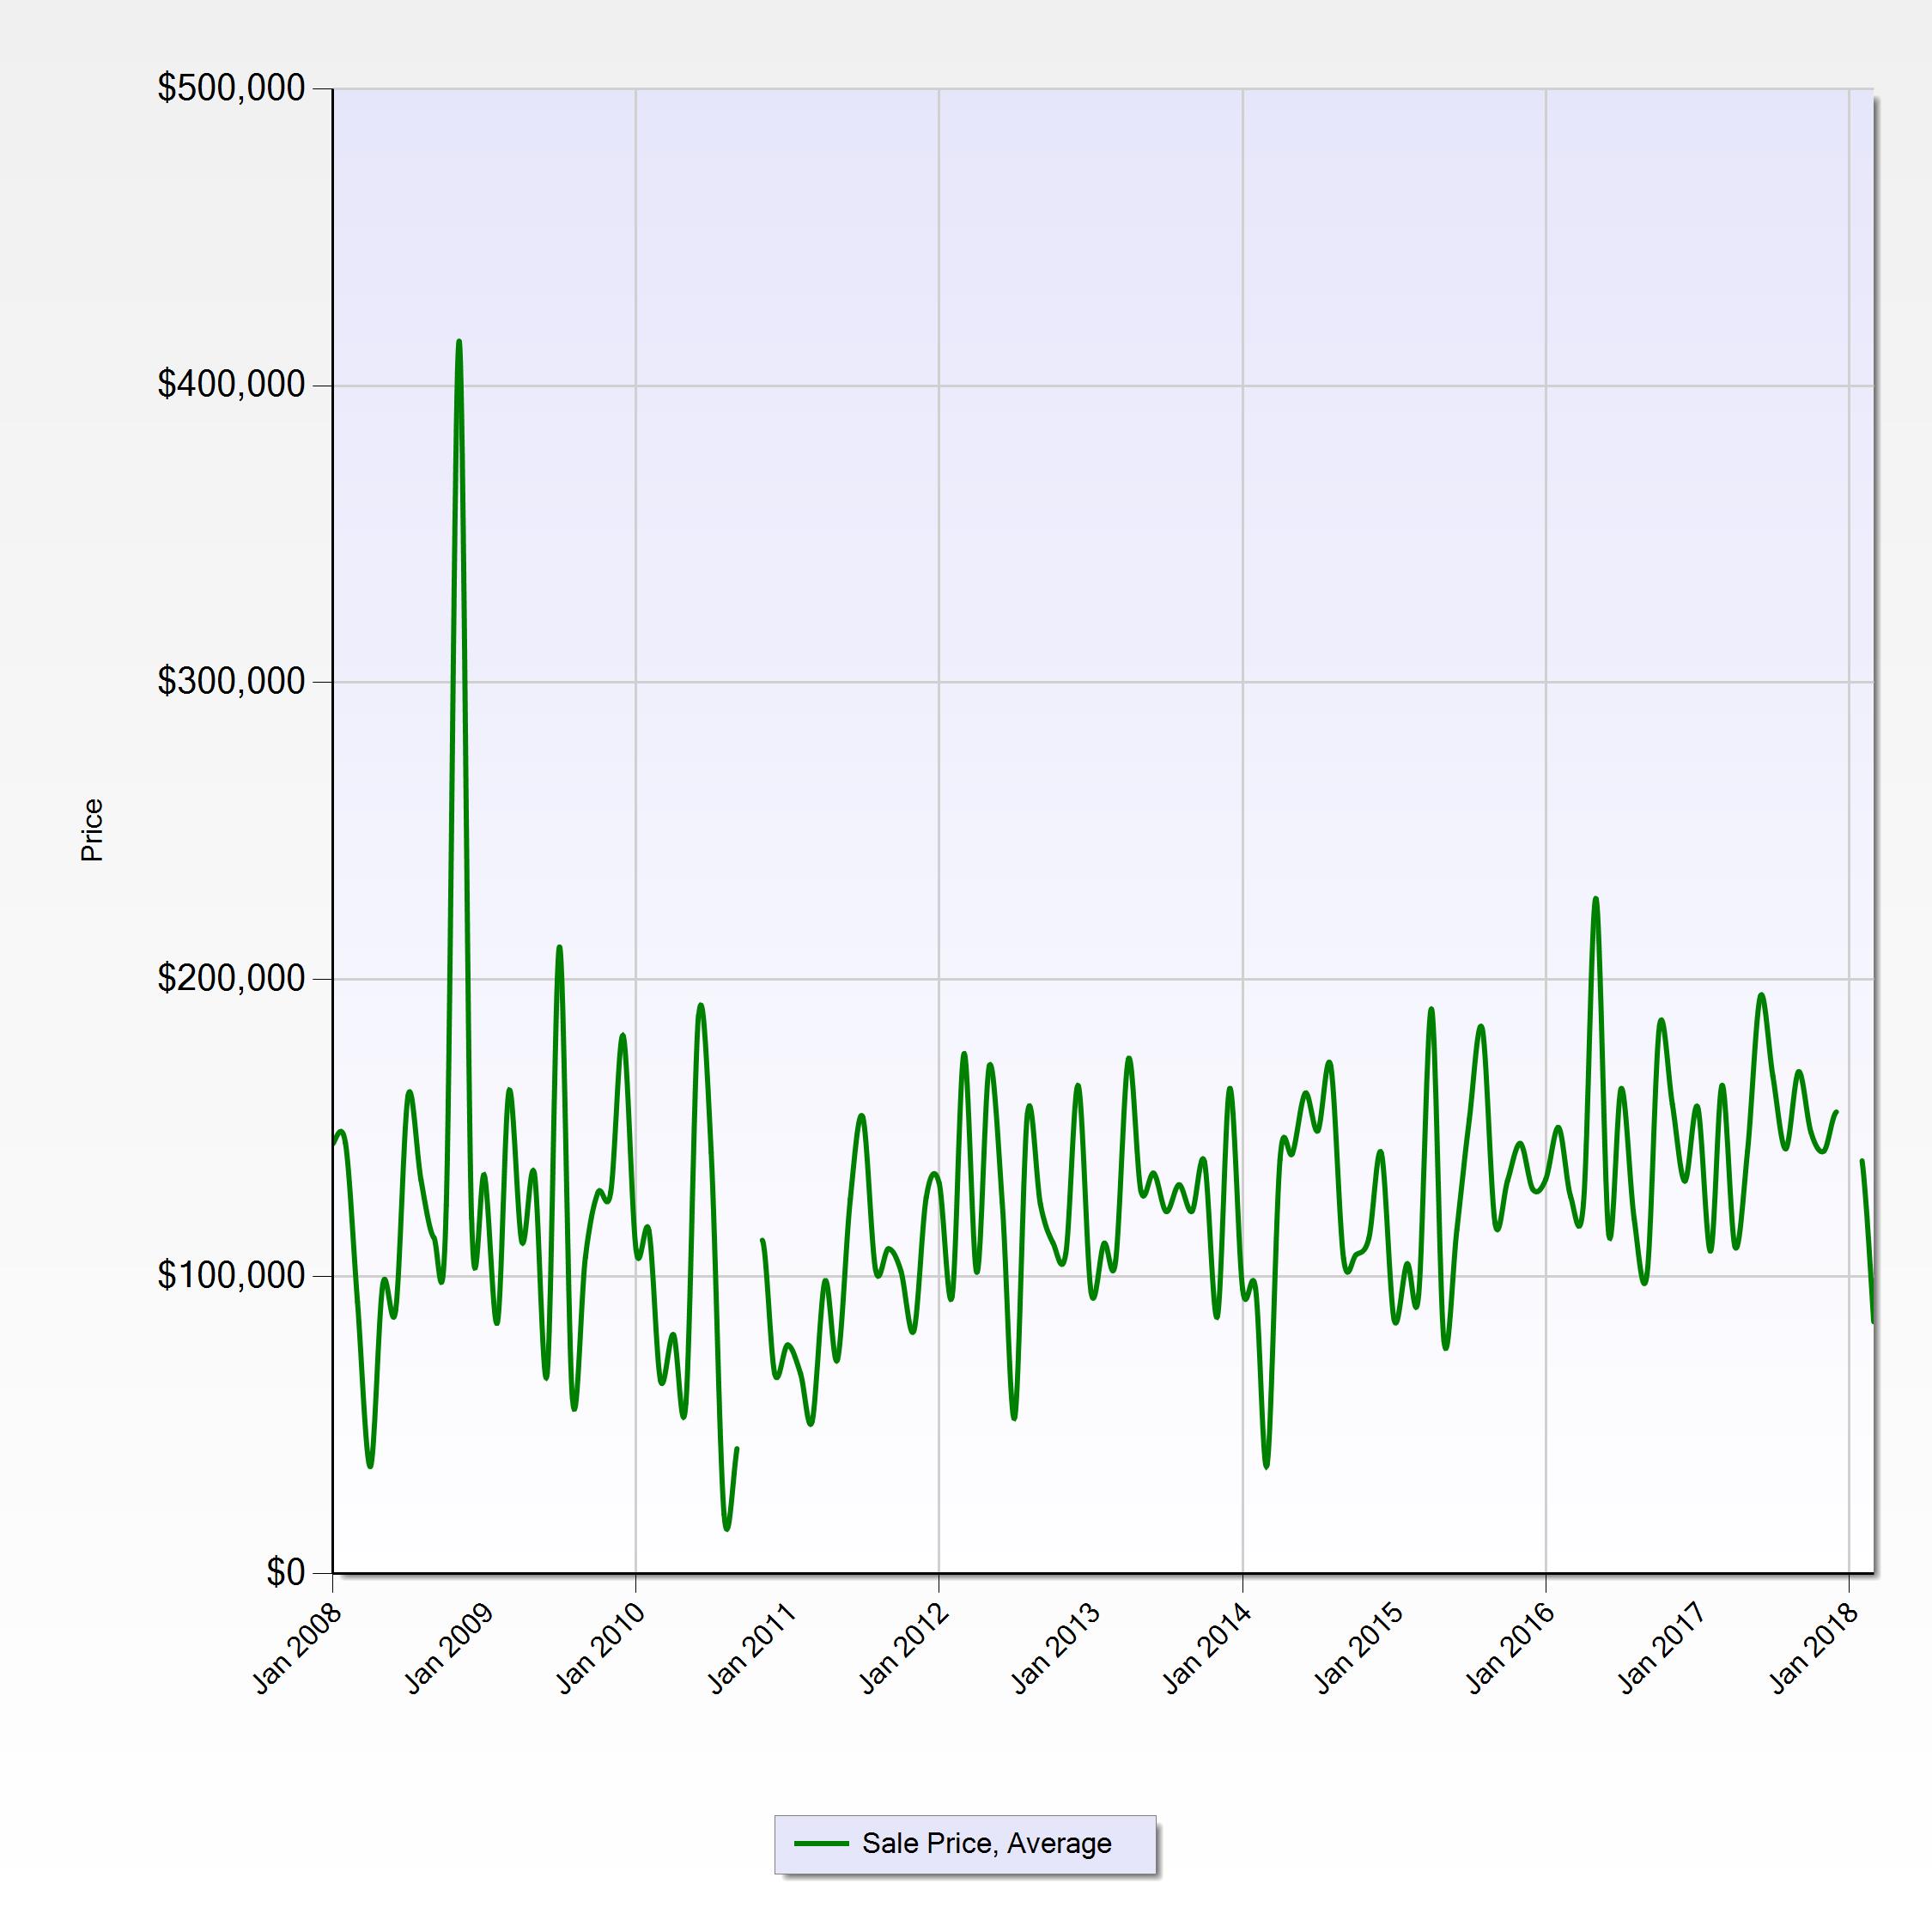 $500,000
$400,000
$300,000
$200,000
$100,000
$0
Price
Jan 2008
Jan 2009
Jan 2010
Jan 2011
Jan 2012
Jan 2013
Jan 2014
Jan 2015
Jan 2016
Jan 2017
Jan 2018
Sale Price, Average